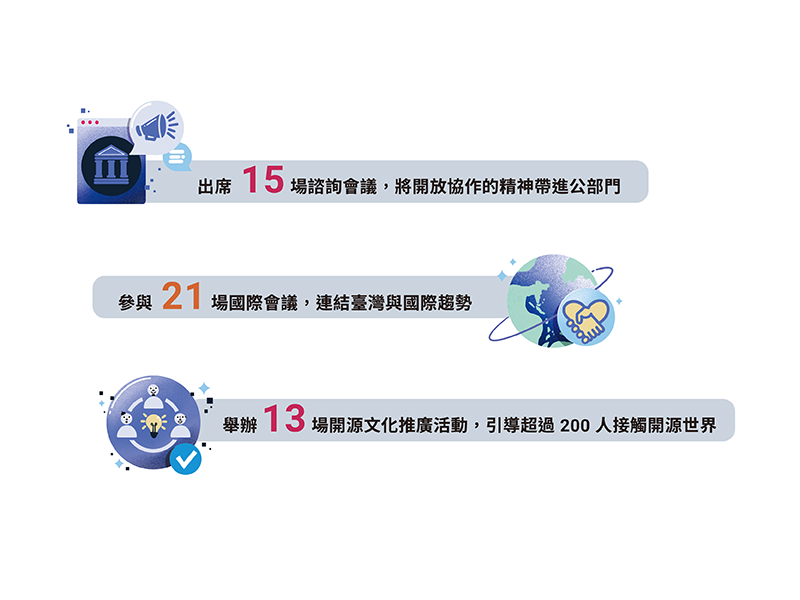 出席 15 場諮詢會議，將開放協作的精神帶進公部門
參與 21 場國際會議，連結臺灣與國際趨勢
舉辦 13 場開源文化推廣活動，引導超過 200 人接觸開源世界